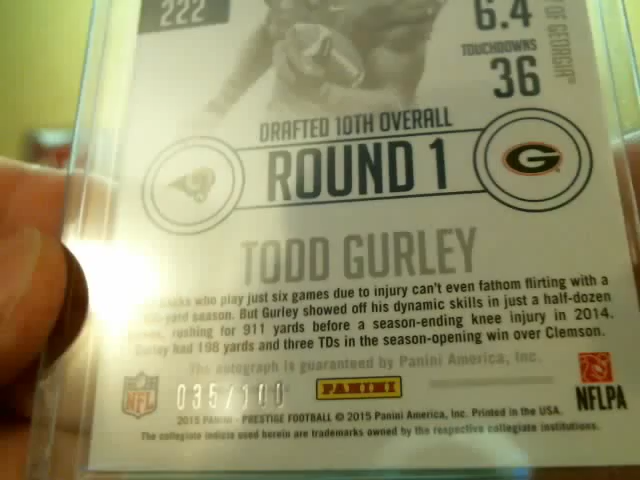 222
6.4
TOUCHDOWNS
36
OF GEORGIA
DRAFTED 10TH OVERALL
ROUND 1
G
TODD GURLEY
who play just six games due to injury can't even fathom flirting with a
season. But Gurley showed off his dynamic skills in just a half-dozen
rushing for 911 yards before a season-ending knee injury in 2014.
Gurley had 198 yards and three TDs in the season-opening win over Clemson.
The autograph is guaranteed by Panini America, Inc.
NFL
035/100
PANINI
NFLPA
2015 PANINI - PRESTIGE FOOTBALL © 2015 Panini America, Inc. Printed in the USA.
The collegiate indicia used herein are trademarks owned by the respective collegiate institutions.